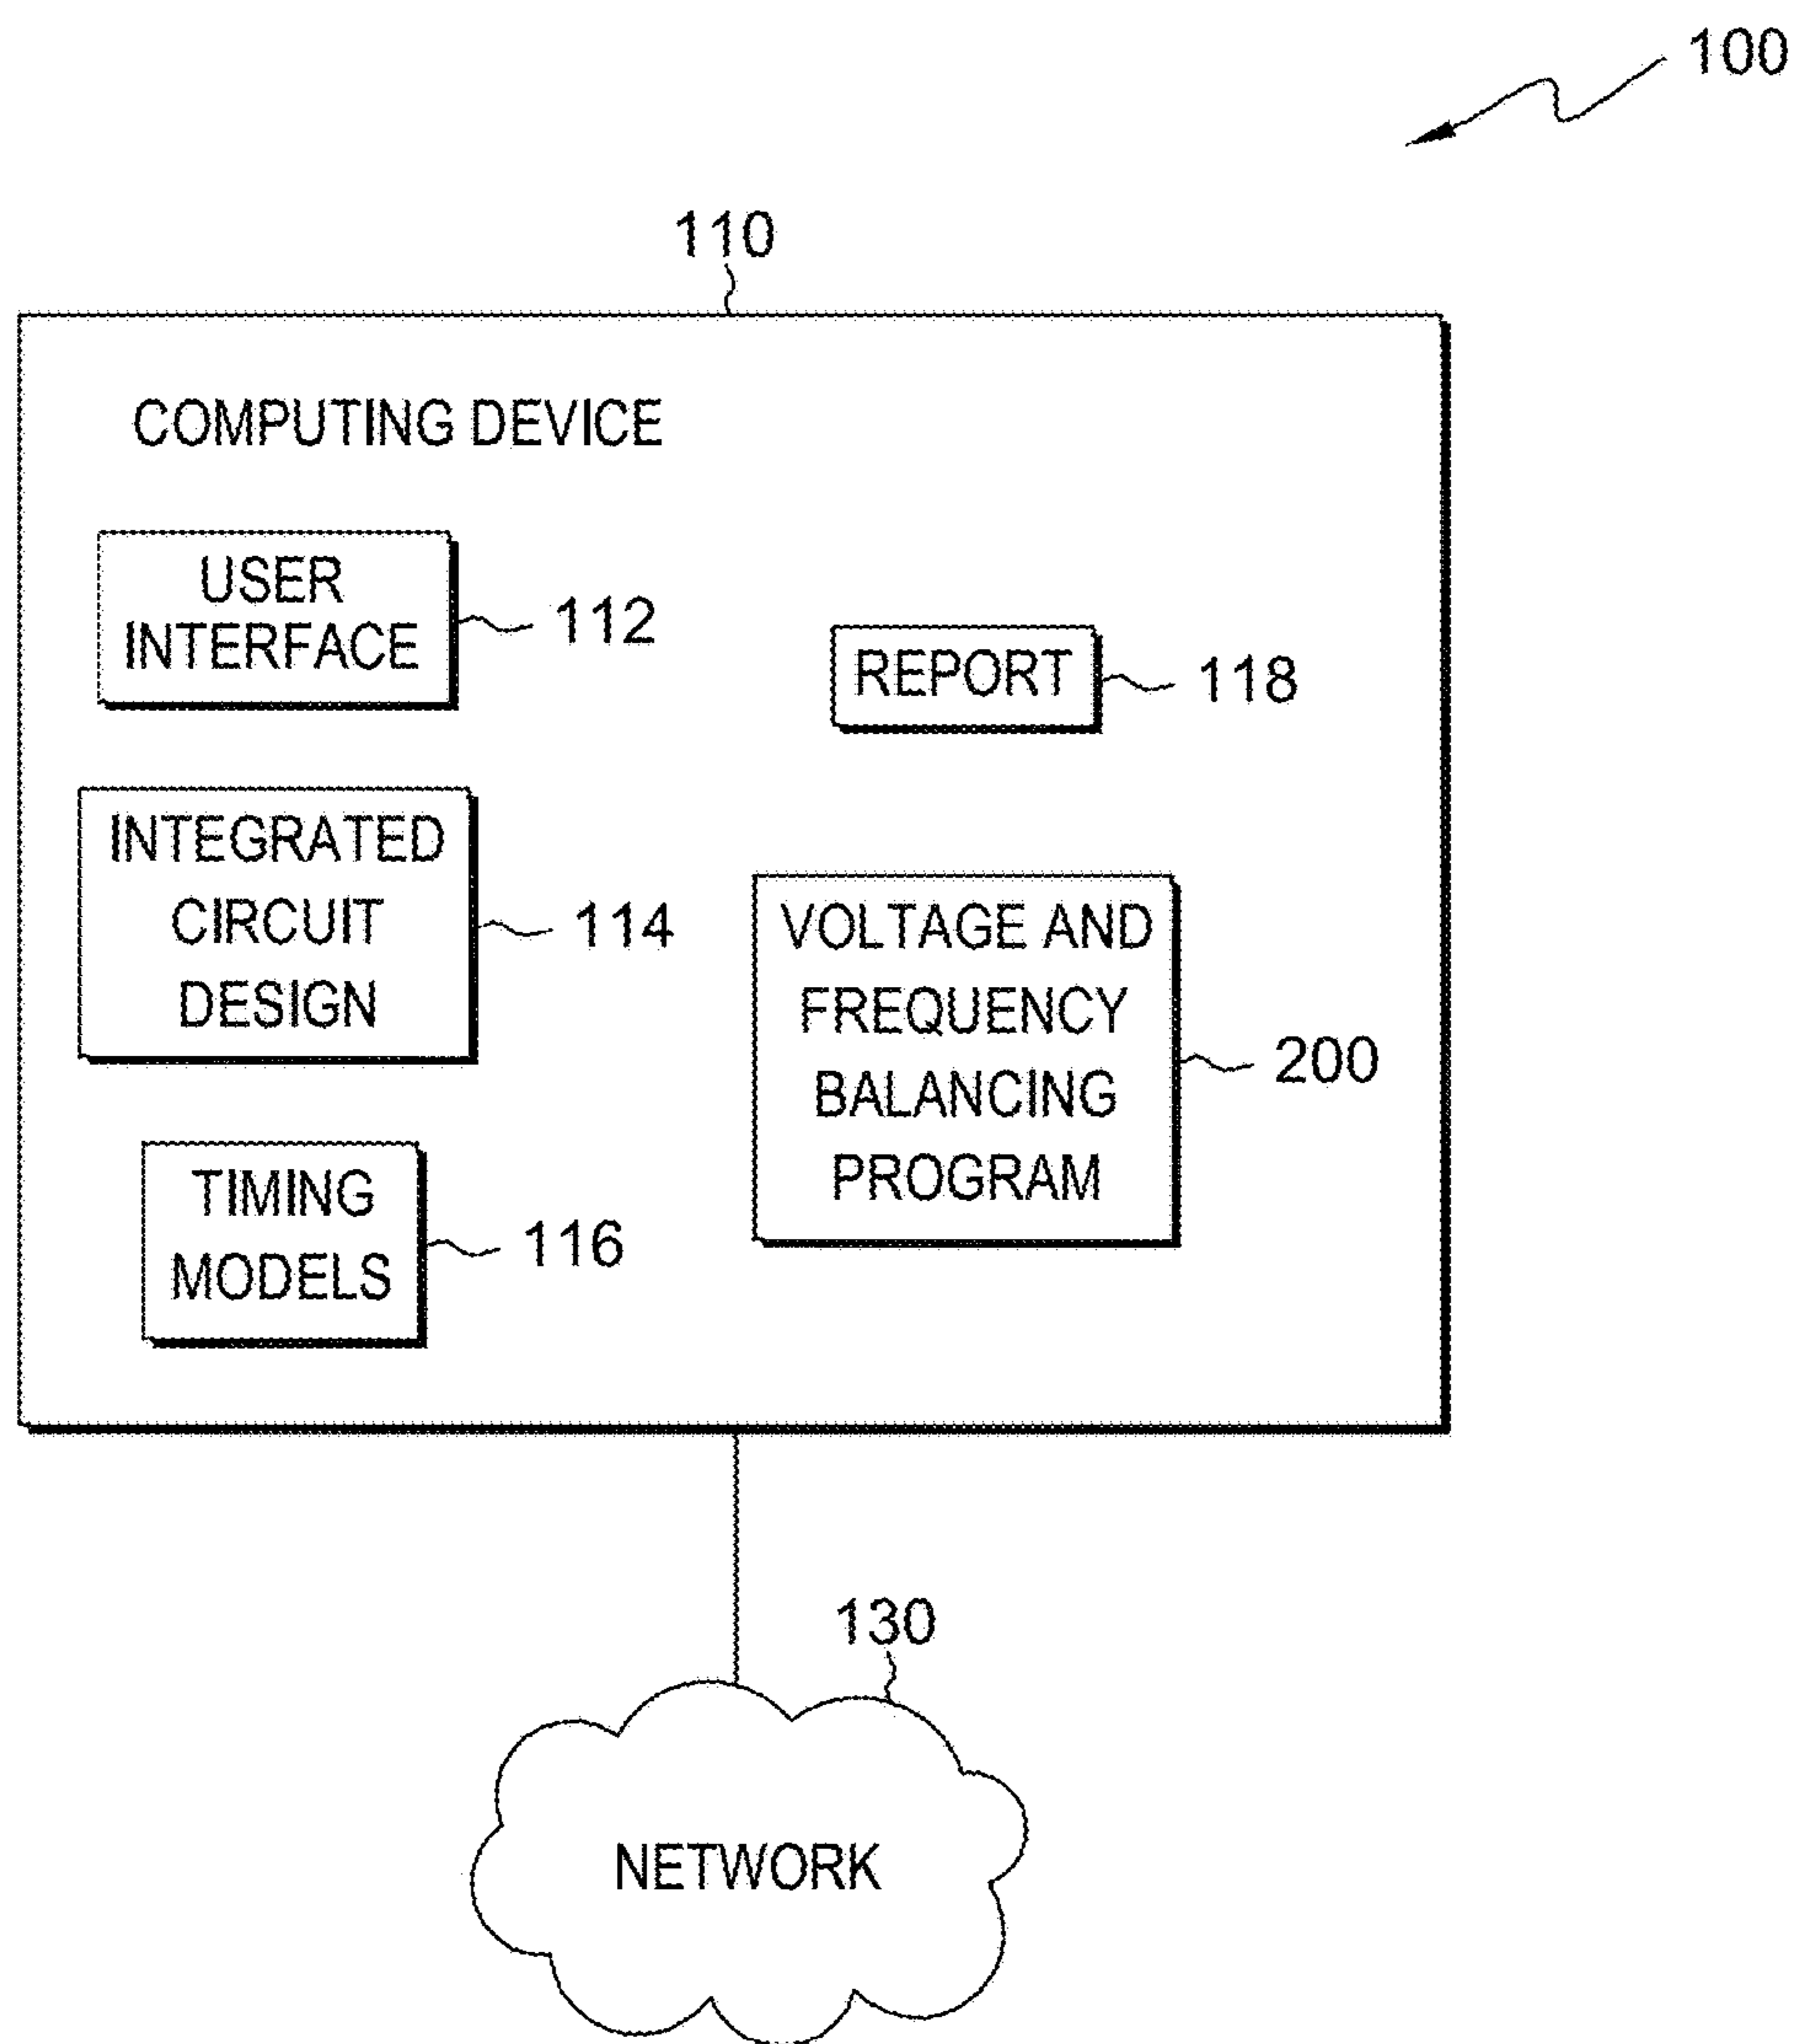 100
110
COMPUTING DEVICE
USER
INTERFACE
112
REPORT
118
INTEGRATED
CIRCUIT
DESIGN
114
VOLTAGE AND
FREQUENCY
BALANCING
PROGRAM
200
TIMING
MODELS
116
130
NETWORK